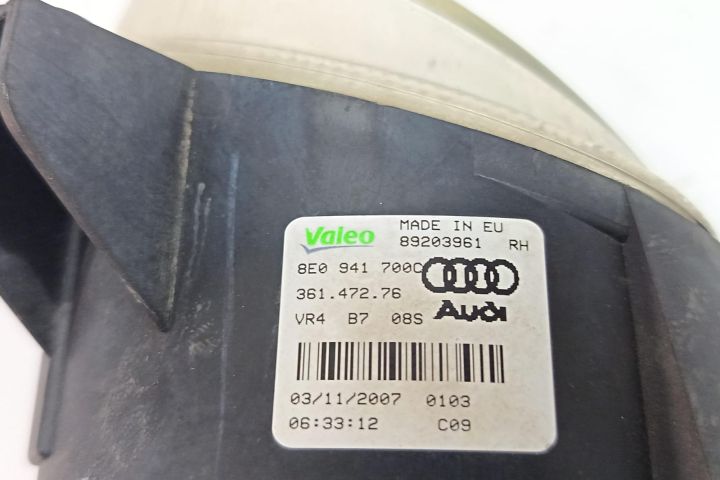 Valeo MADE IN EU
89203961 RH
8E0 941 700C
361.472.76
VR4 B7 08S Audi
03/11/2007 0103
06:33:12 C09